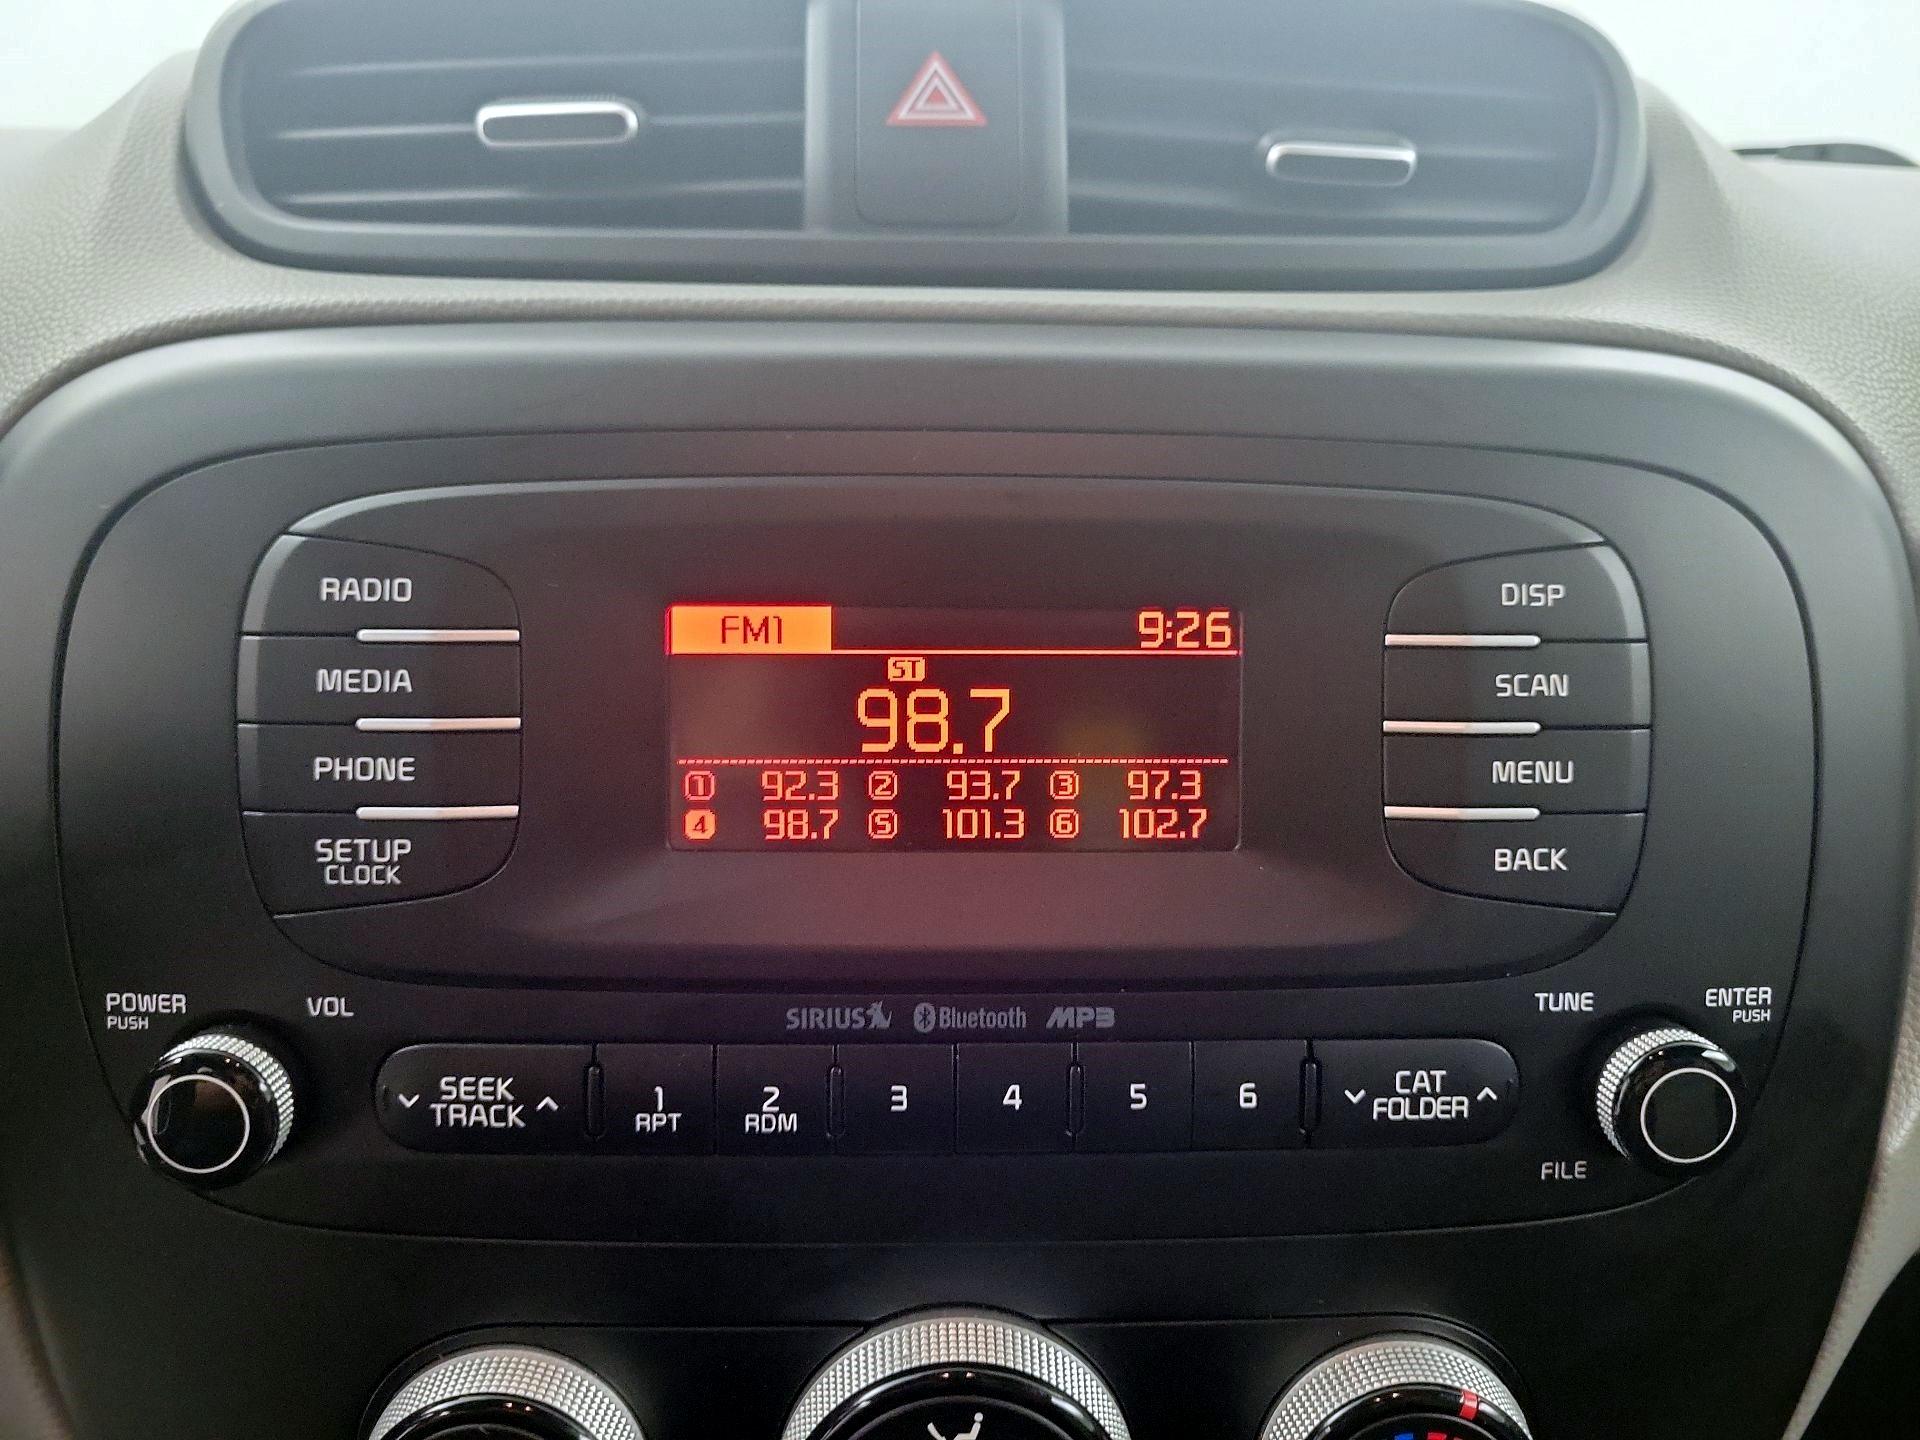 RADIO
MEDIA
PHONE
SETUP
CLOCK
FM1 9:26
ST
98.7
1 92.3 2 93.7 3 97.3
4 98.7 5 101.3 6 102.7
DISP
SCAN
MENU
BACK
POWER
PUSH
VOL
SIRIUS Bluetooth MP3
TUNE
ENTER
PUSH
SEEK
TRACK
1
RPT
2
RDM
3
4
5
6
CAT
FOLDER
FILE